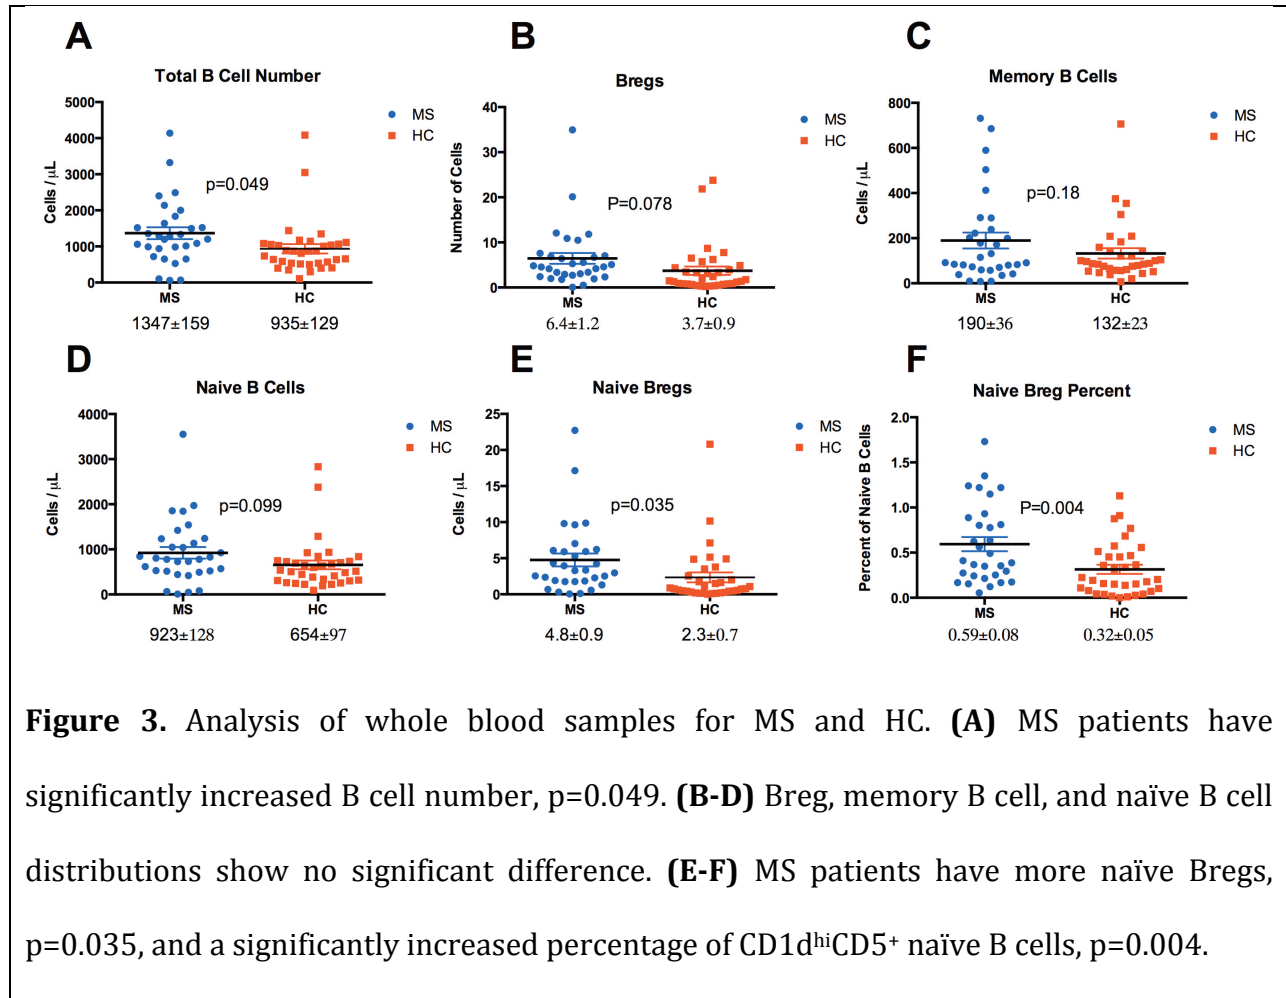 A
Total B Cell Number
5000
4000
3000
2000
1000
0
Cells / μL
p=0.049
MS
HC
MS
HC
1347±159
935±129
B
Bregs
40
30
20
10
0
Number of Cells
P=0.078
MS
HC
MS
HC
6.4±1.2
3.7±0.9
C
Memory B Cells
800
600
400
200
0
Cells / μL
p=0.18
MS
HC
MS
HC
190±36
132±23
D
Naive B Cells
4000
3000
2000
1000
0
Cells / μL
p=0.099
MS
HC
MS
HC
923±128
654±97
E
Naive Bregs
25
20
15
10
5
0
Cells / μL
p=0.035
MS
HC
MS
HC
4.8±0.9
2.3±0.7
F
Naive Breg Percent
2.0
1.5
1.0
0.5
0.0
Percent of Naive B Cells
P=0.004
MS
HC
MS
HC
0.59±0.08
0.32±0.05
Figure 3. Analysis of whole blood samples for MS and HC. (A) MS patients have
significantly increased B cell number, p=0.049. (B-D) Breg, memory B cell, and naïve B cell
distributions show no significant difference. (E-F) MS patients have more naïve Bregs,
p=0.035, and a significantly increased percentage of CD1d^hiCD5^+ naïve B cells, p=0.004.